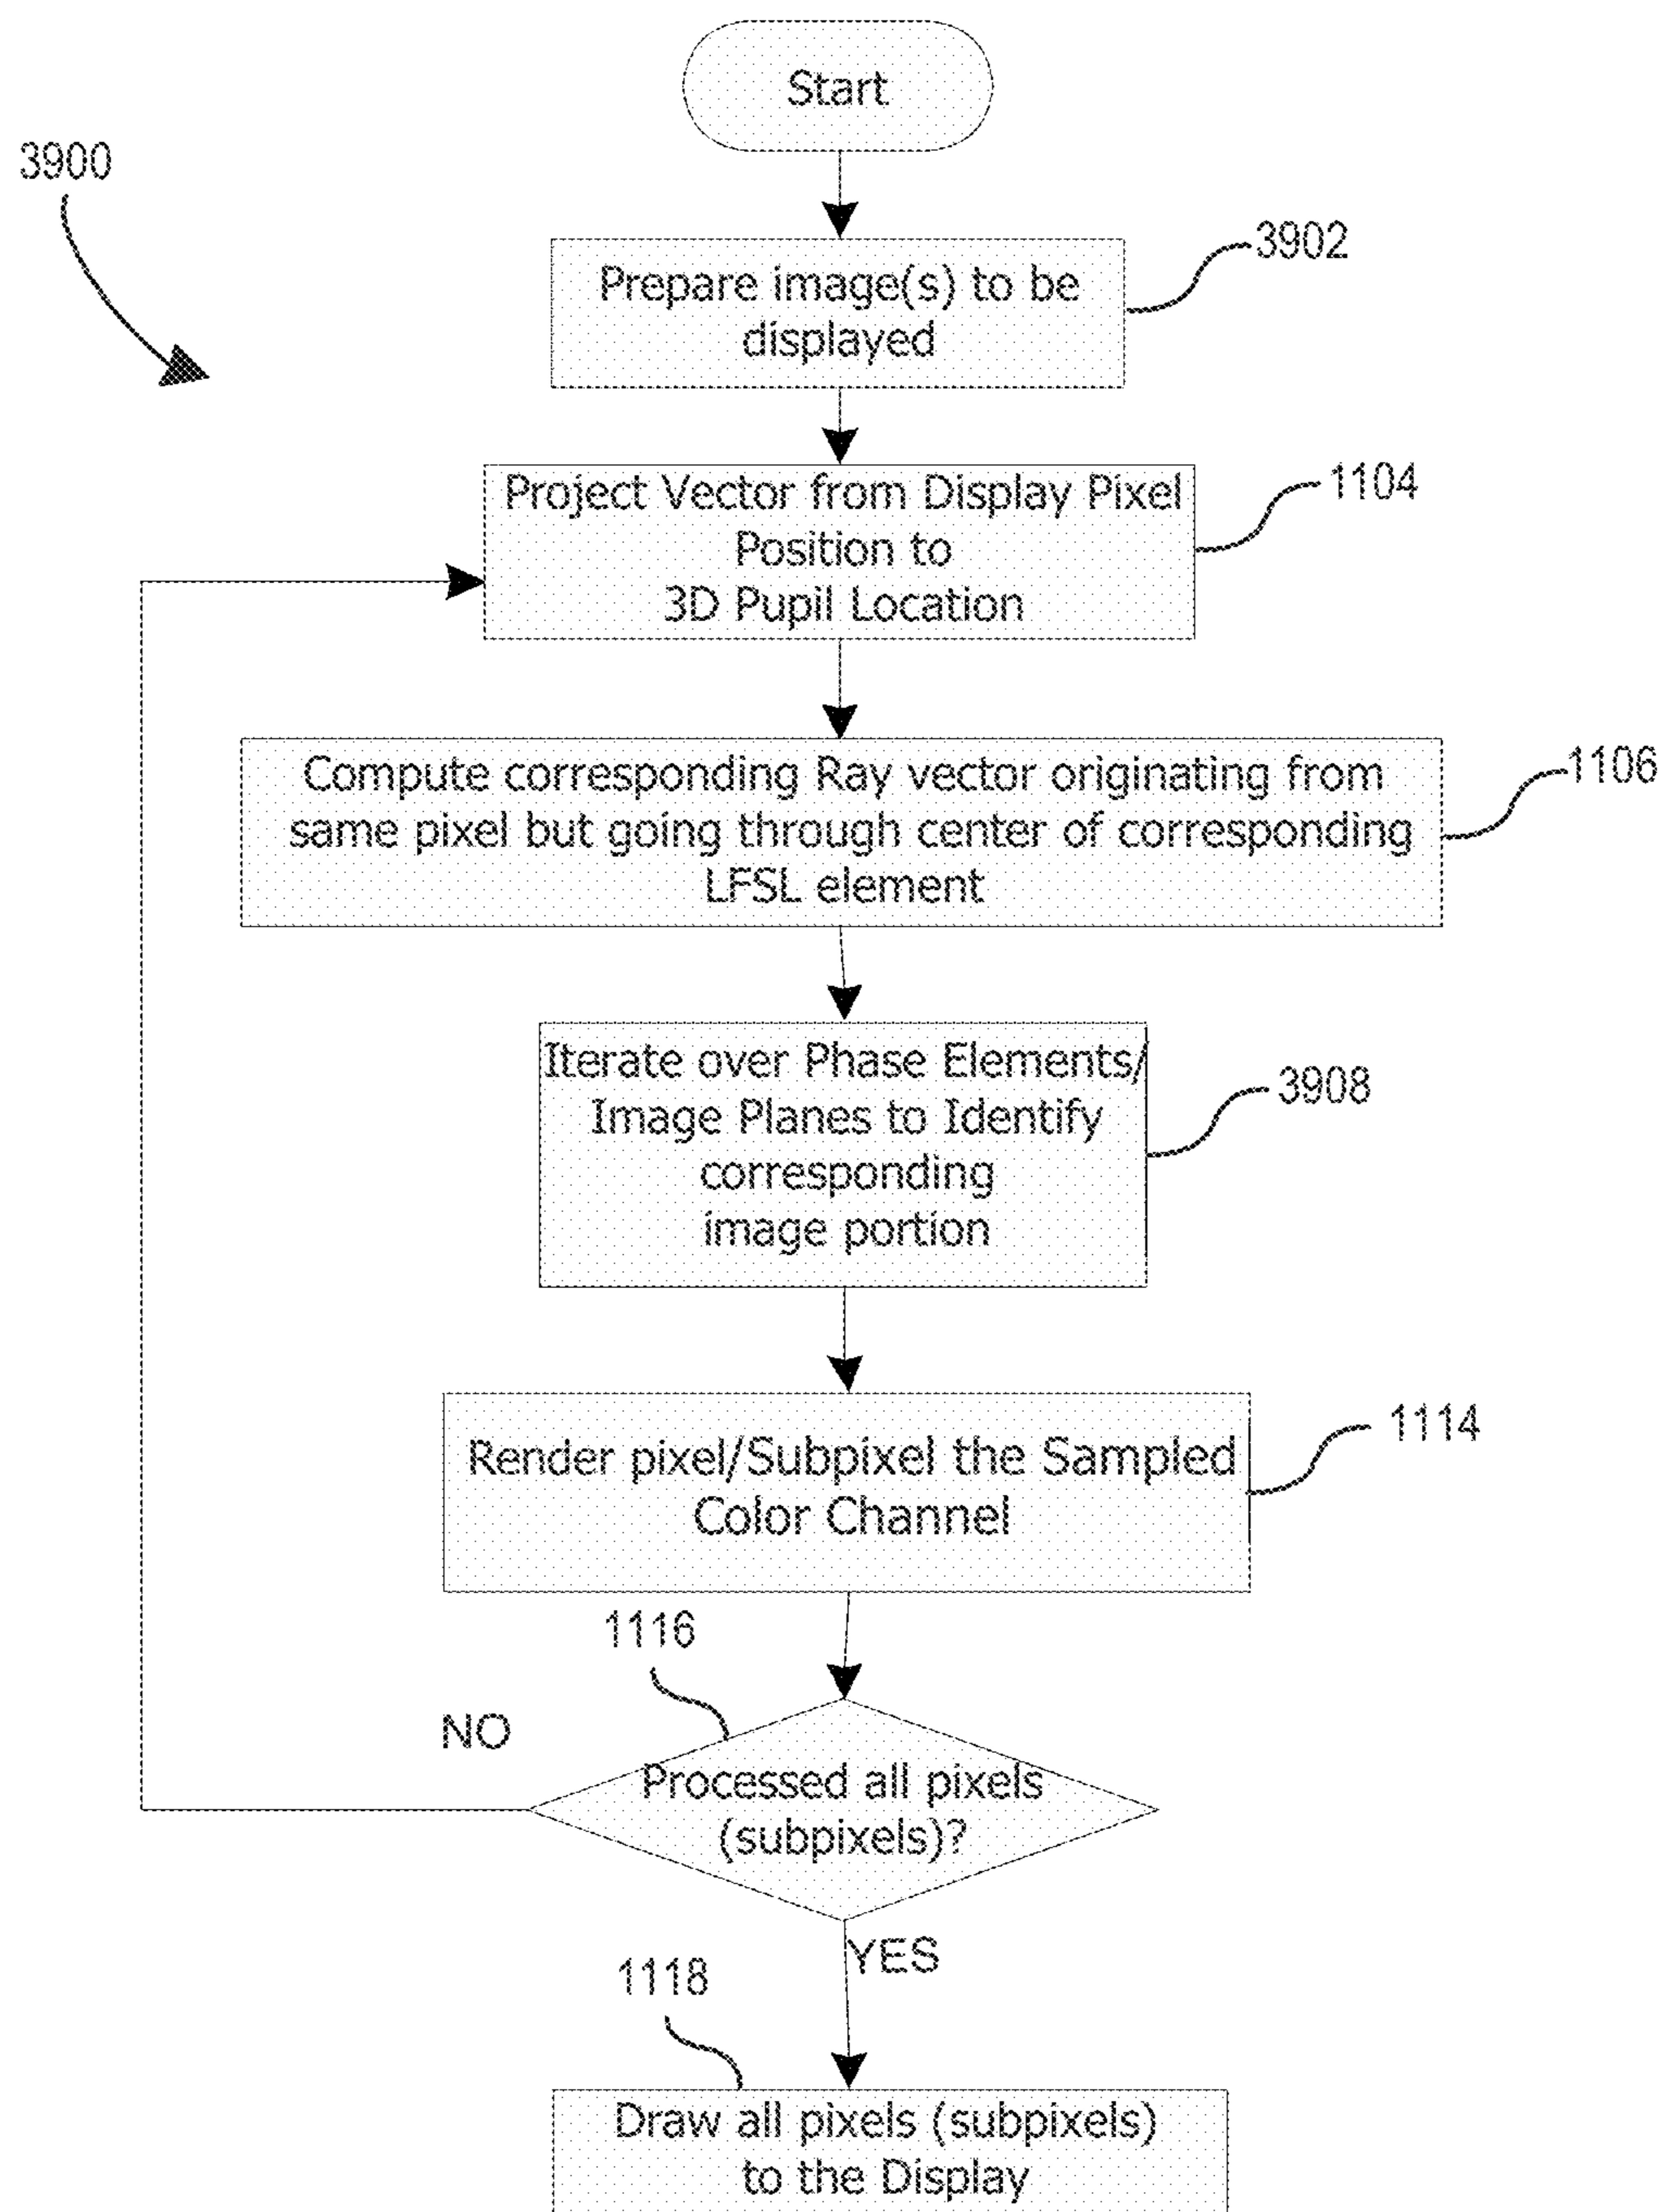 Start
3900
3902
Prepare image(s) to be
displayed
1104
Project Vector from Display Pixel
Position to
3D Pupil Location
1106
Compute corresponding Ray vector originating from
same pixel but going through center of corresponding
LFSL element
3908
Iterate over Phase Elements/
Image Planes to Identify
corresponding
image portion
1114
Render pixel/Subpixel the Sampled
Color Channel
1116
NO
Processed all pixels
(subpixels)?
YES
1118
Draw all pixels (subpixels)
to the Display